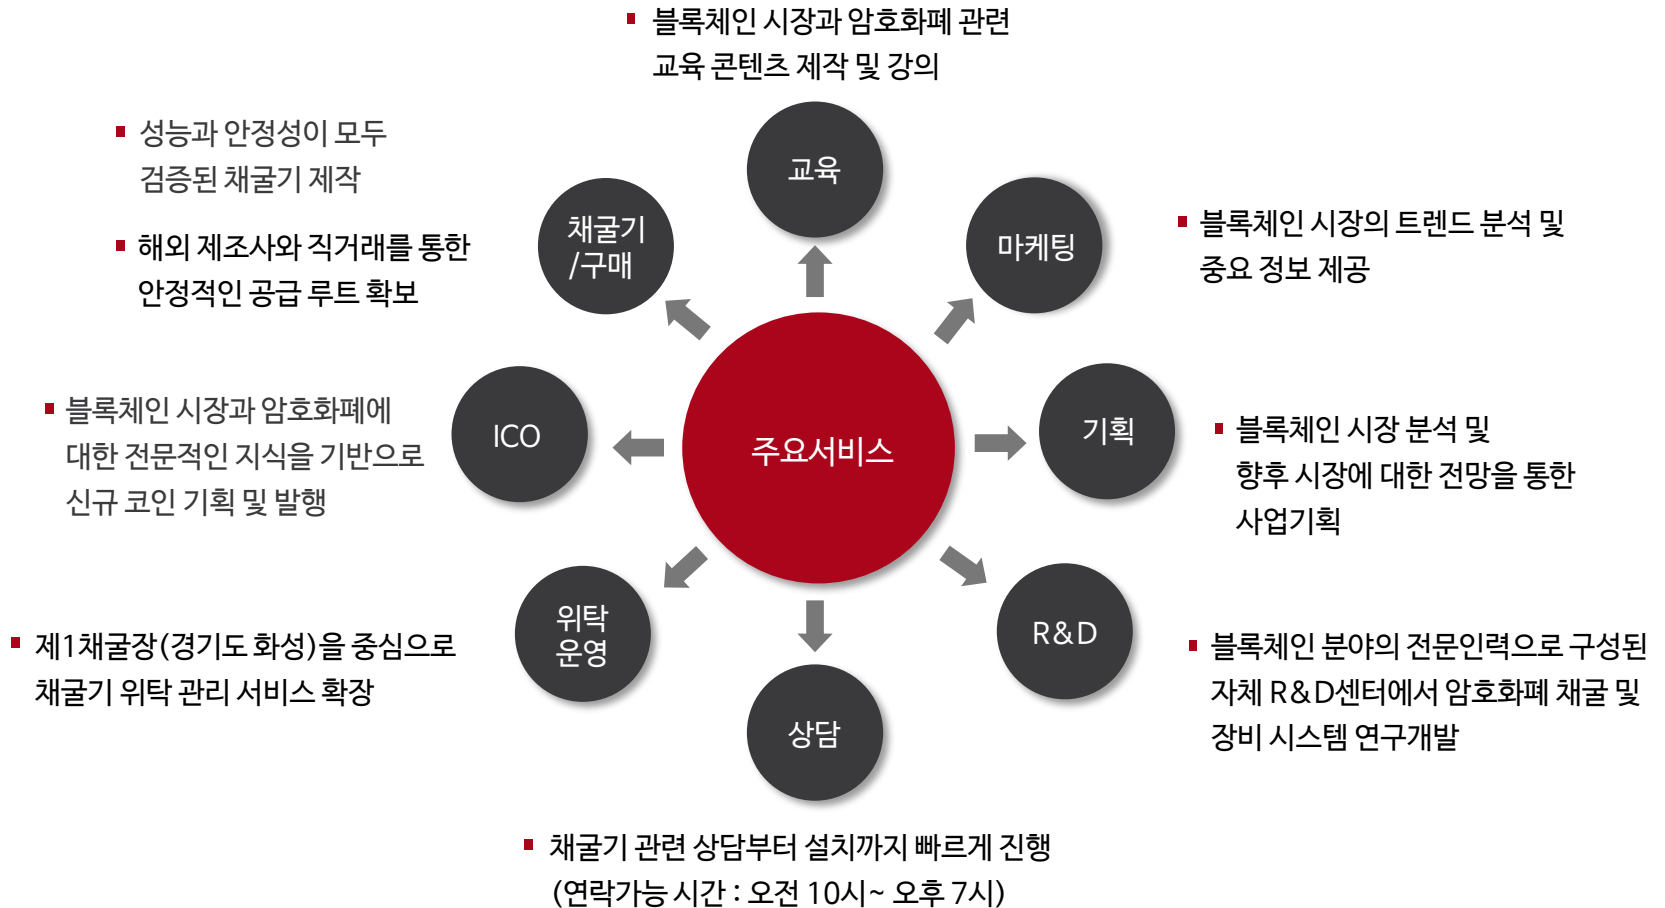 블록체인 시장과 암호화폐 관련
교육 콘텐츠 제작 및 강의
교육
성능과 안정성이 모두
검증된 채굴기 제작
해외 제조사와 직거래를 통한
안정적인 공급 루트 확보
채굴기
/구매
마케팅
블록체인 시장의 트렌드 분석 및
중요 정보 제공
블록체인 시장과 암호화폐에
대한 전문적인 지식을 기반으로
신규 코인 기획 및 발행
ICO
주요서비스
기획
블록체인 시장 분석 및
향후 시장에 대한 전망을 통한
사업기획
제1채굴장(경기도 화성)을 중심으로
채굴기 위탁 관리 서비스 확장
위탁
운영
상담
R&D
블록체인 분야의 전문인력으로 구성된
자체 R&D센터에서 암호화폐 채굴 및
장비 시스템 연구개발
채굴기 관련 상담부터 설치까지 빠르게 진행
(연락가능 시간 : 오전 10시~ 오후 7시)